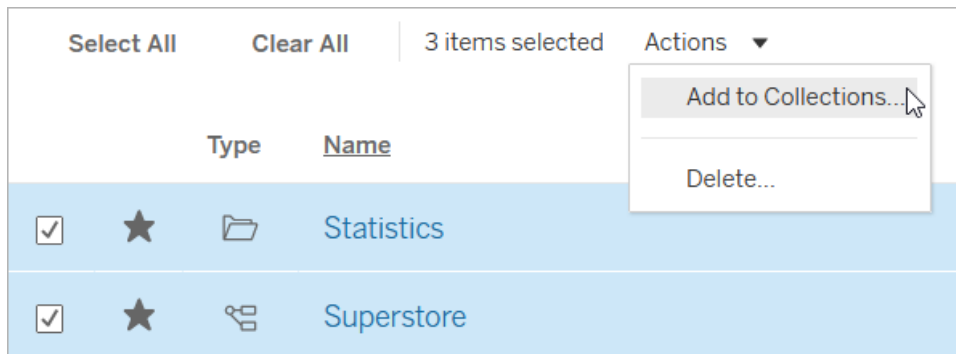 Select All Clear All 3 items selected Actions
Add to Collections...
Type Name
Delete...
Statistics
Superstore